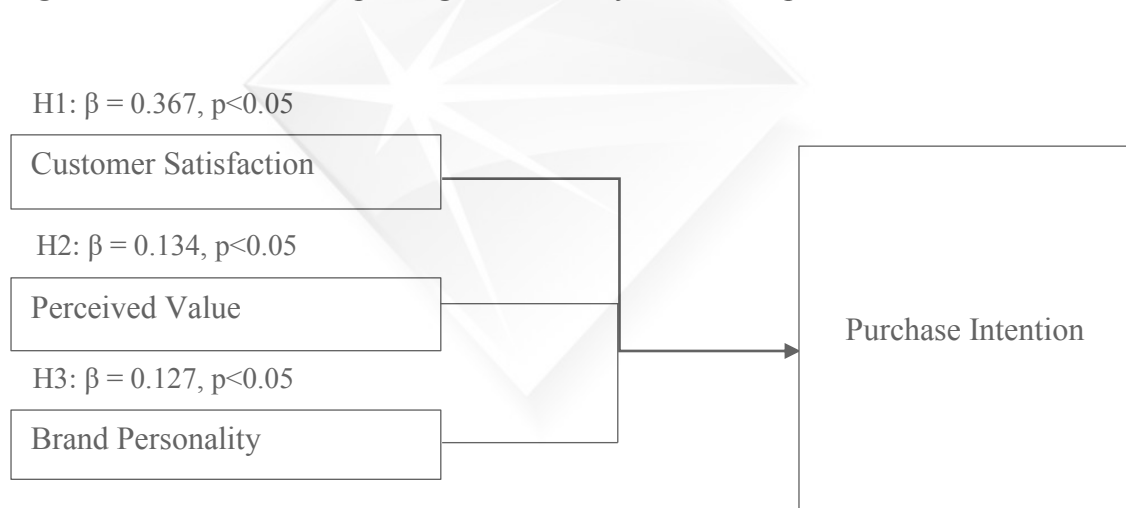 H1: β = 0.367, p<0.05
Customer Satisfaction
H2: β = 0.134, p<0.05
Perceived Value
Purchase Intention
H3: β = 0.127, p<0.05
Brand Personality